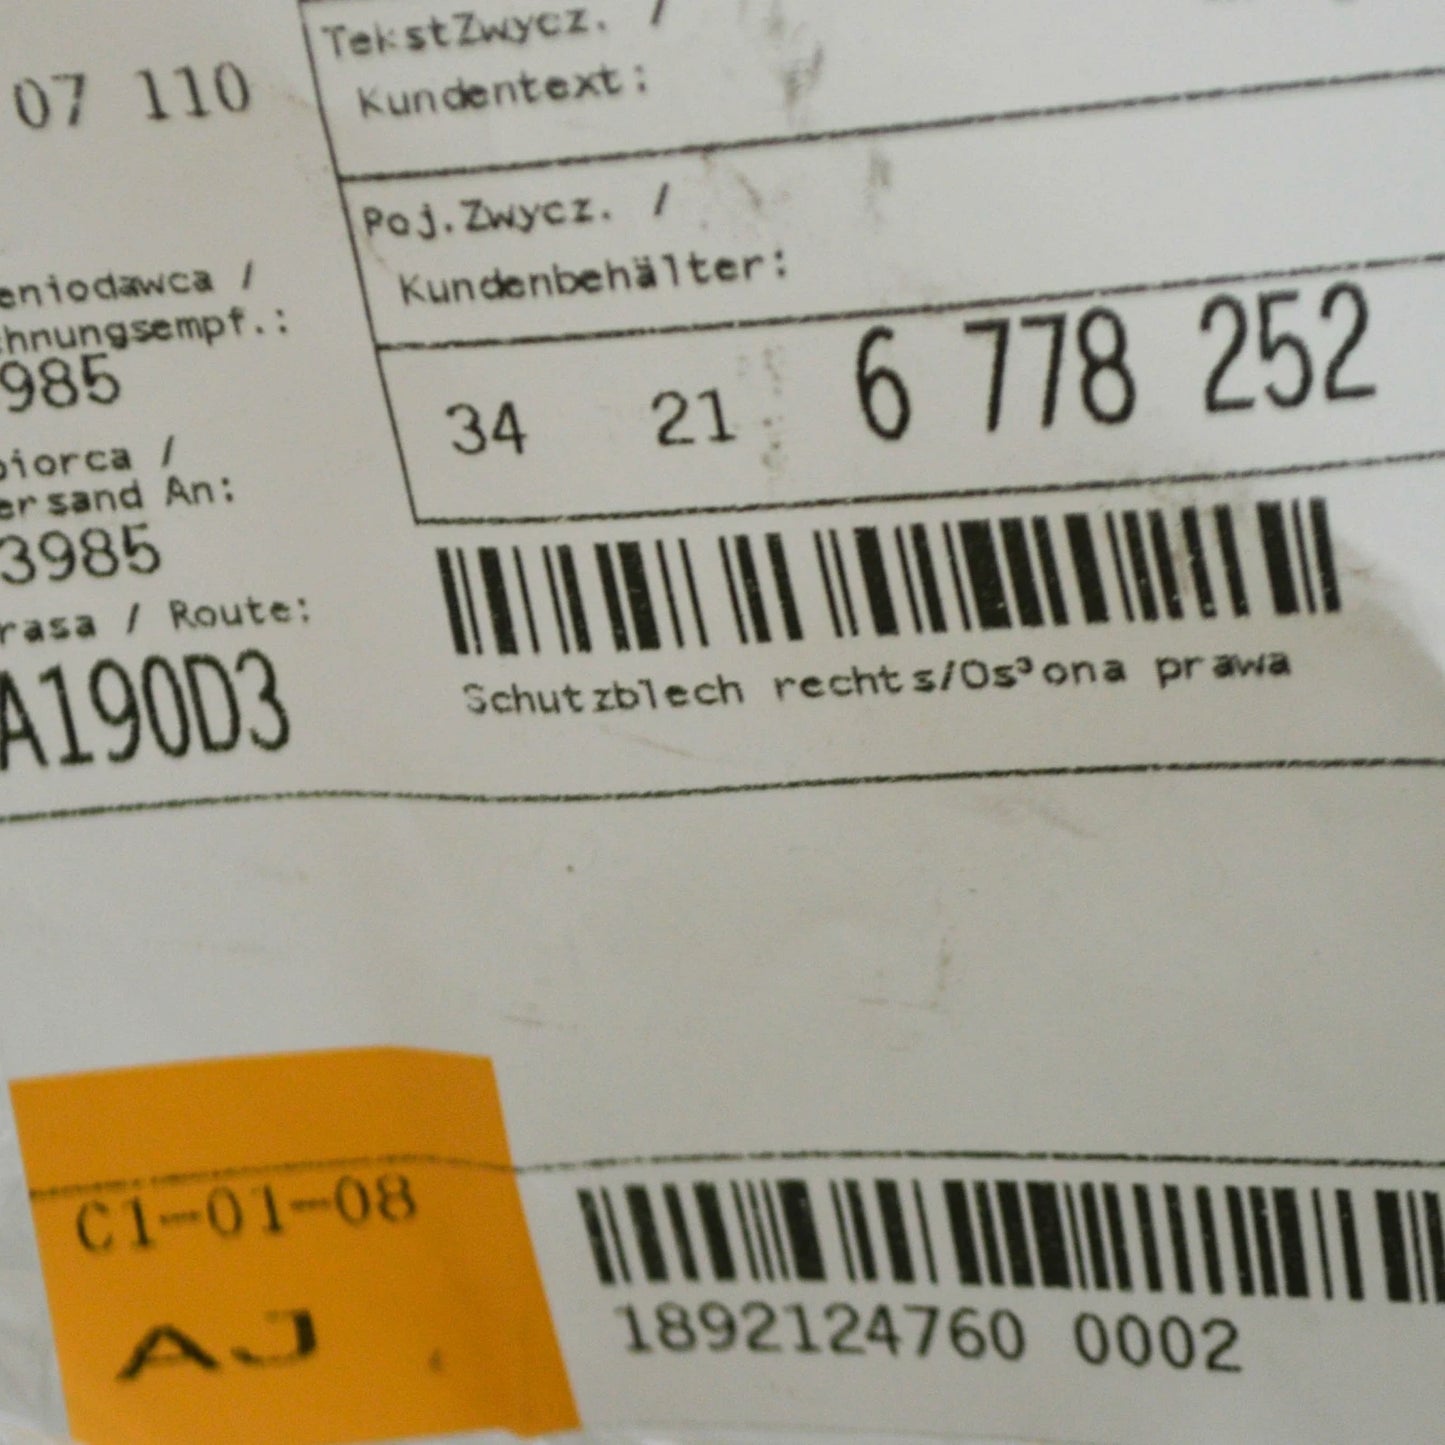 07 110
TekstZwycz. /
Kundentext:
Poj.Zwycz. /
Kundenbehälter:
eniodawca /
chnungsempf.:
985
34 21 6 778 252
biorca /
ersand An:
3985
rasa / Route:
A190D3
Schutzblech rechts/Os³ona prawa
C1-01-08
AJ
1892124760 0002